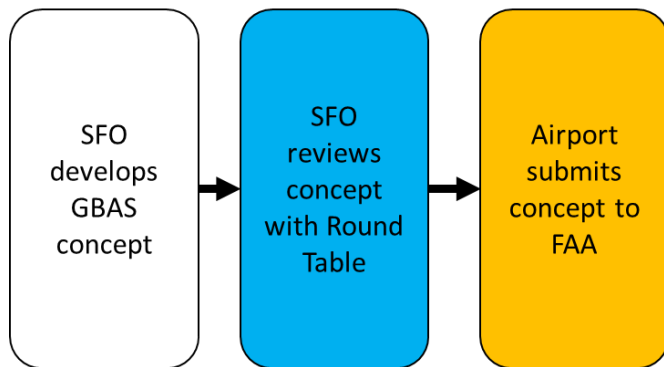 SFO
develops
GBAS
concept
SFO
reviews
concept
with Round
Table
Airport
submits
concept to
FAA